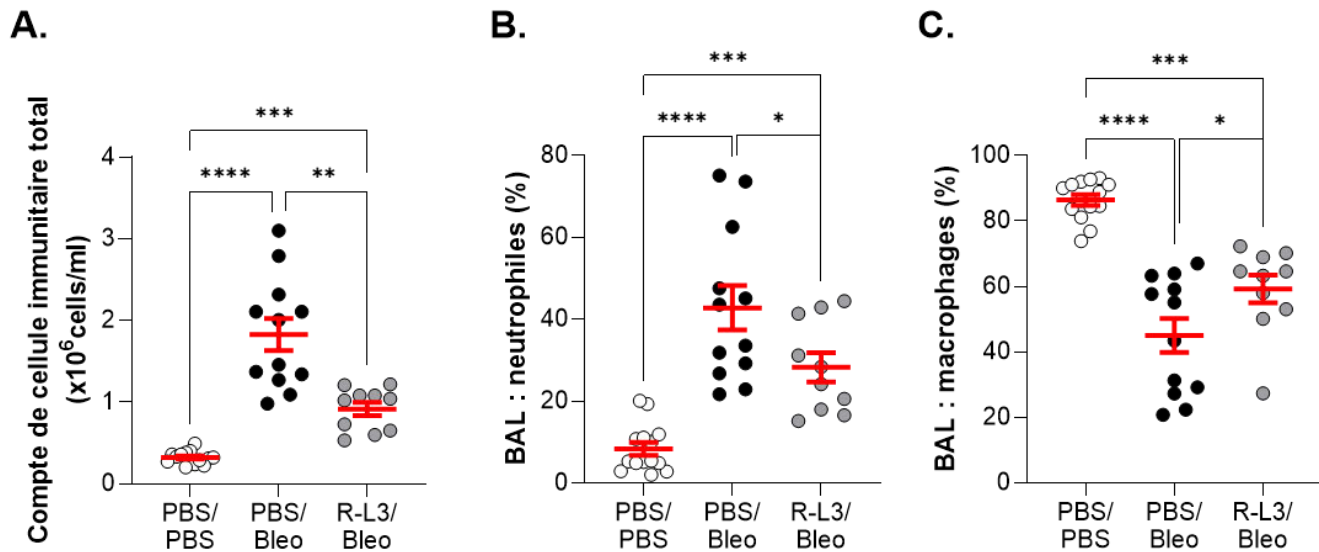 A.
Compte de cellule immunitaire total
(x10⁶cells/ml)
***
****
**
4
3
2
1
0
PBS/
PBS
PBS/
Bleo
R-L3/
Bleo
B.
BAL : neutrophiles (%)
***
****
*
80
60
40
20
0
PBS/
PBS
PBS/
Bleo
R-L3/
Bleo
C.
BAL : macrophages (%)
***
****
*
100
80
60
40
20
0
PBS/
PBS
PBS/
Bleo
R-L3/
Bleo